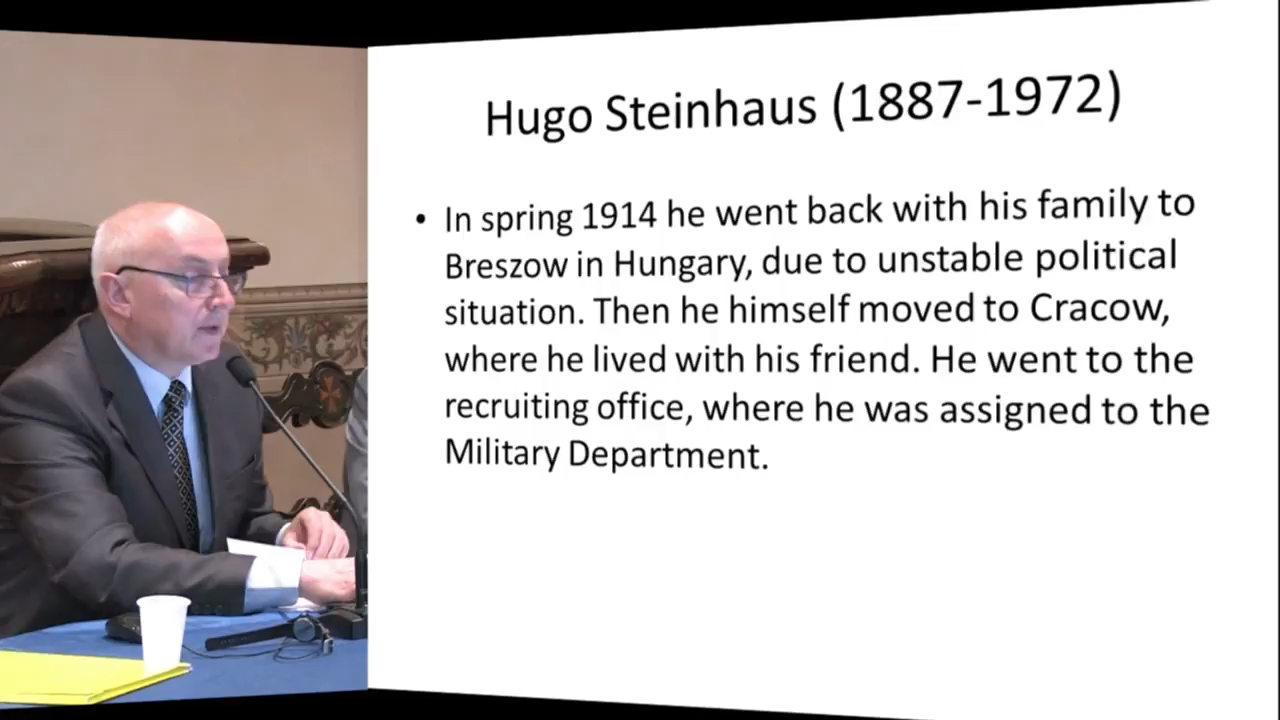 Hugo Steinhaus (1887-1972)
• In spring 1914 he went back with his family to
Breszow in Hungary, due to unstable political
situation. Then he himself moved to Cracow,
where he lived with his friend. He went to the
recruiting office, where he was assigned to the
Military Department.